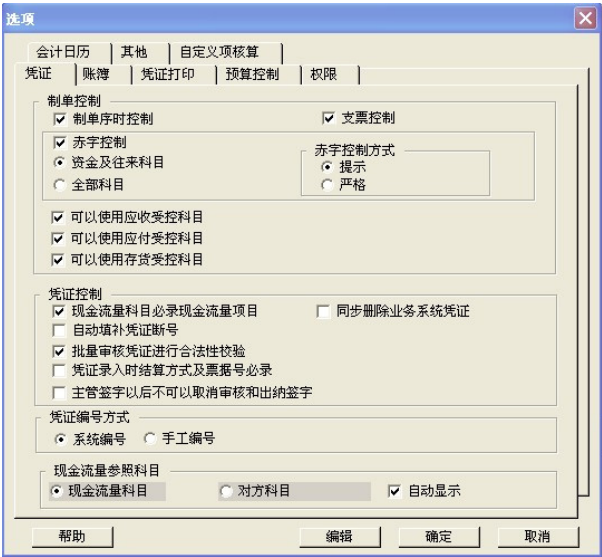 选项
会计日历 其他 自定义项核算
凭证 账簿 凭证打印 预算控制 权限
制单控制
制单序时控制 支票控制
赤字控制
赤字控制方式
资金及往来科目 提示
全部科目 严格
可以使用应收受控科目
可以使用应付受控科目
可以使用存货受控科目
凭证控制
现金流量科目必录现金流量项目 同步删除业务系统凭证
自动填补凭证断号
批量审核凭证进行合法性校验
凭证录入时结算方式及票据号必录
主管签字以后不可以取消审核和出纳签字
凭证编号方式
系统编号 手工编号
现金流量参照科目
现金流量科目 对方科目 自动显示
帮助 编辑 确定 取消